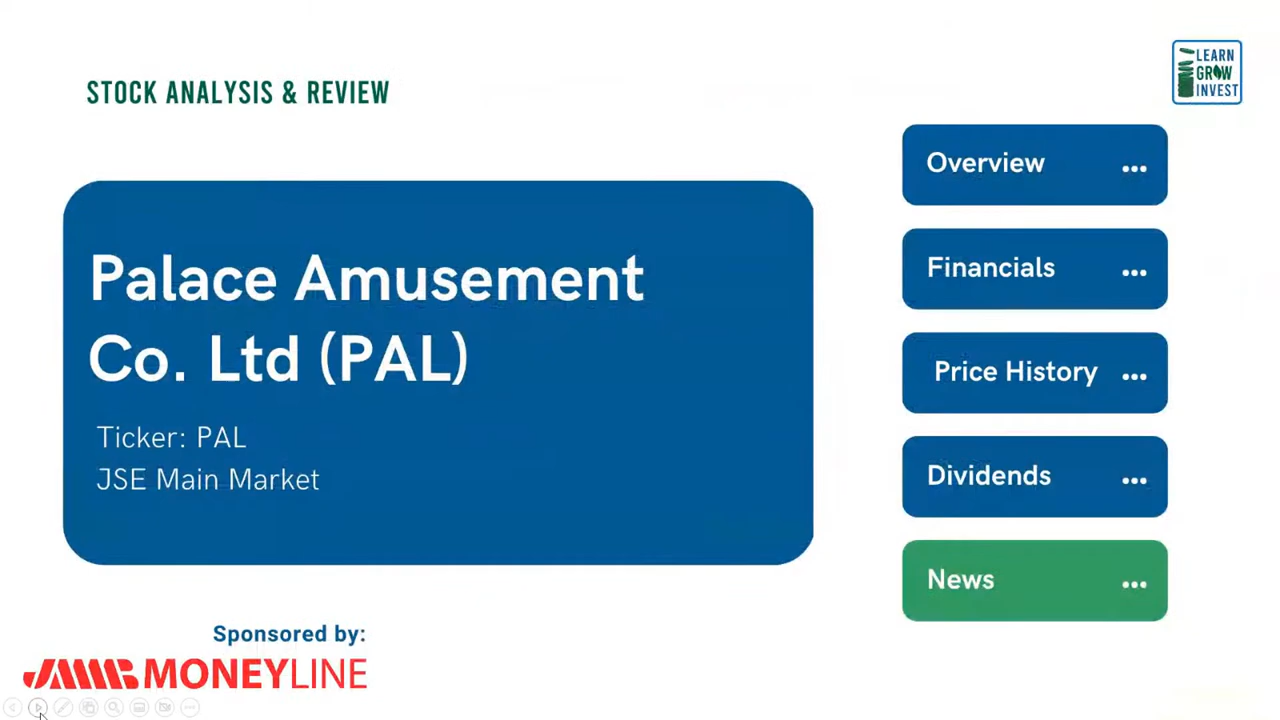 STOCK ANALYSIS & REVIEW
LEARN
GROW
INVEST
Palace Amusement
Co. Ltd (PAL)
Ticker: PAL
JSE Main Market
Overview
Financials
Price History
Dividends
News
Sponsored by:
JMMB MONEYLINE